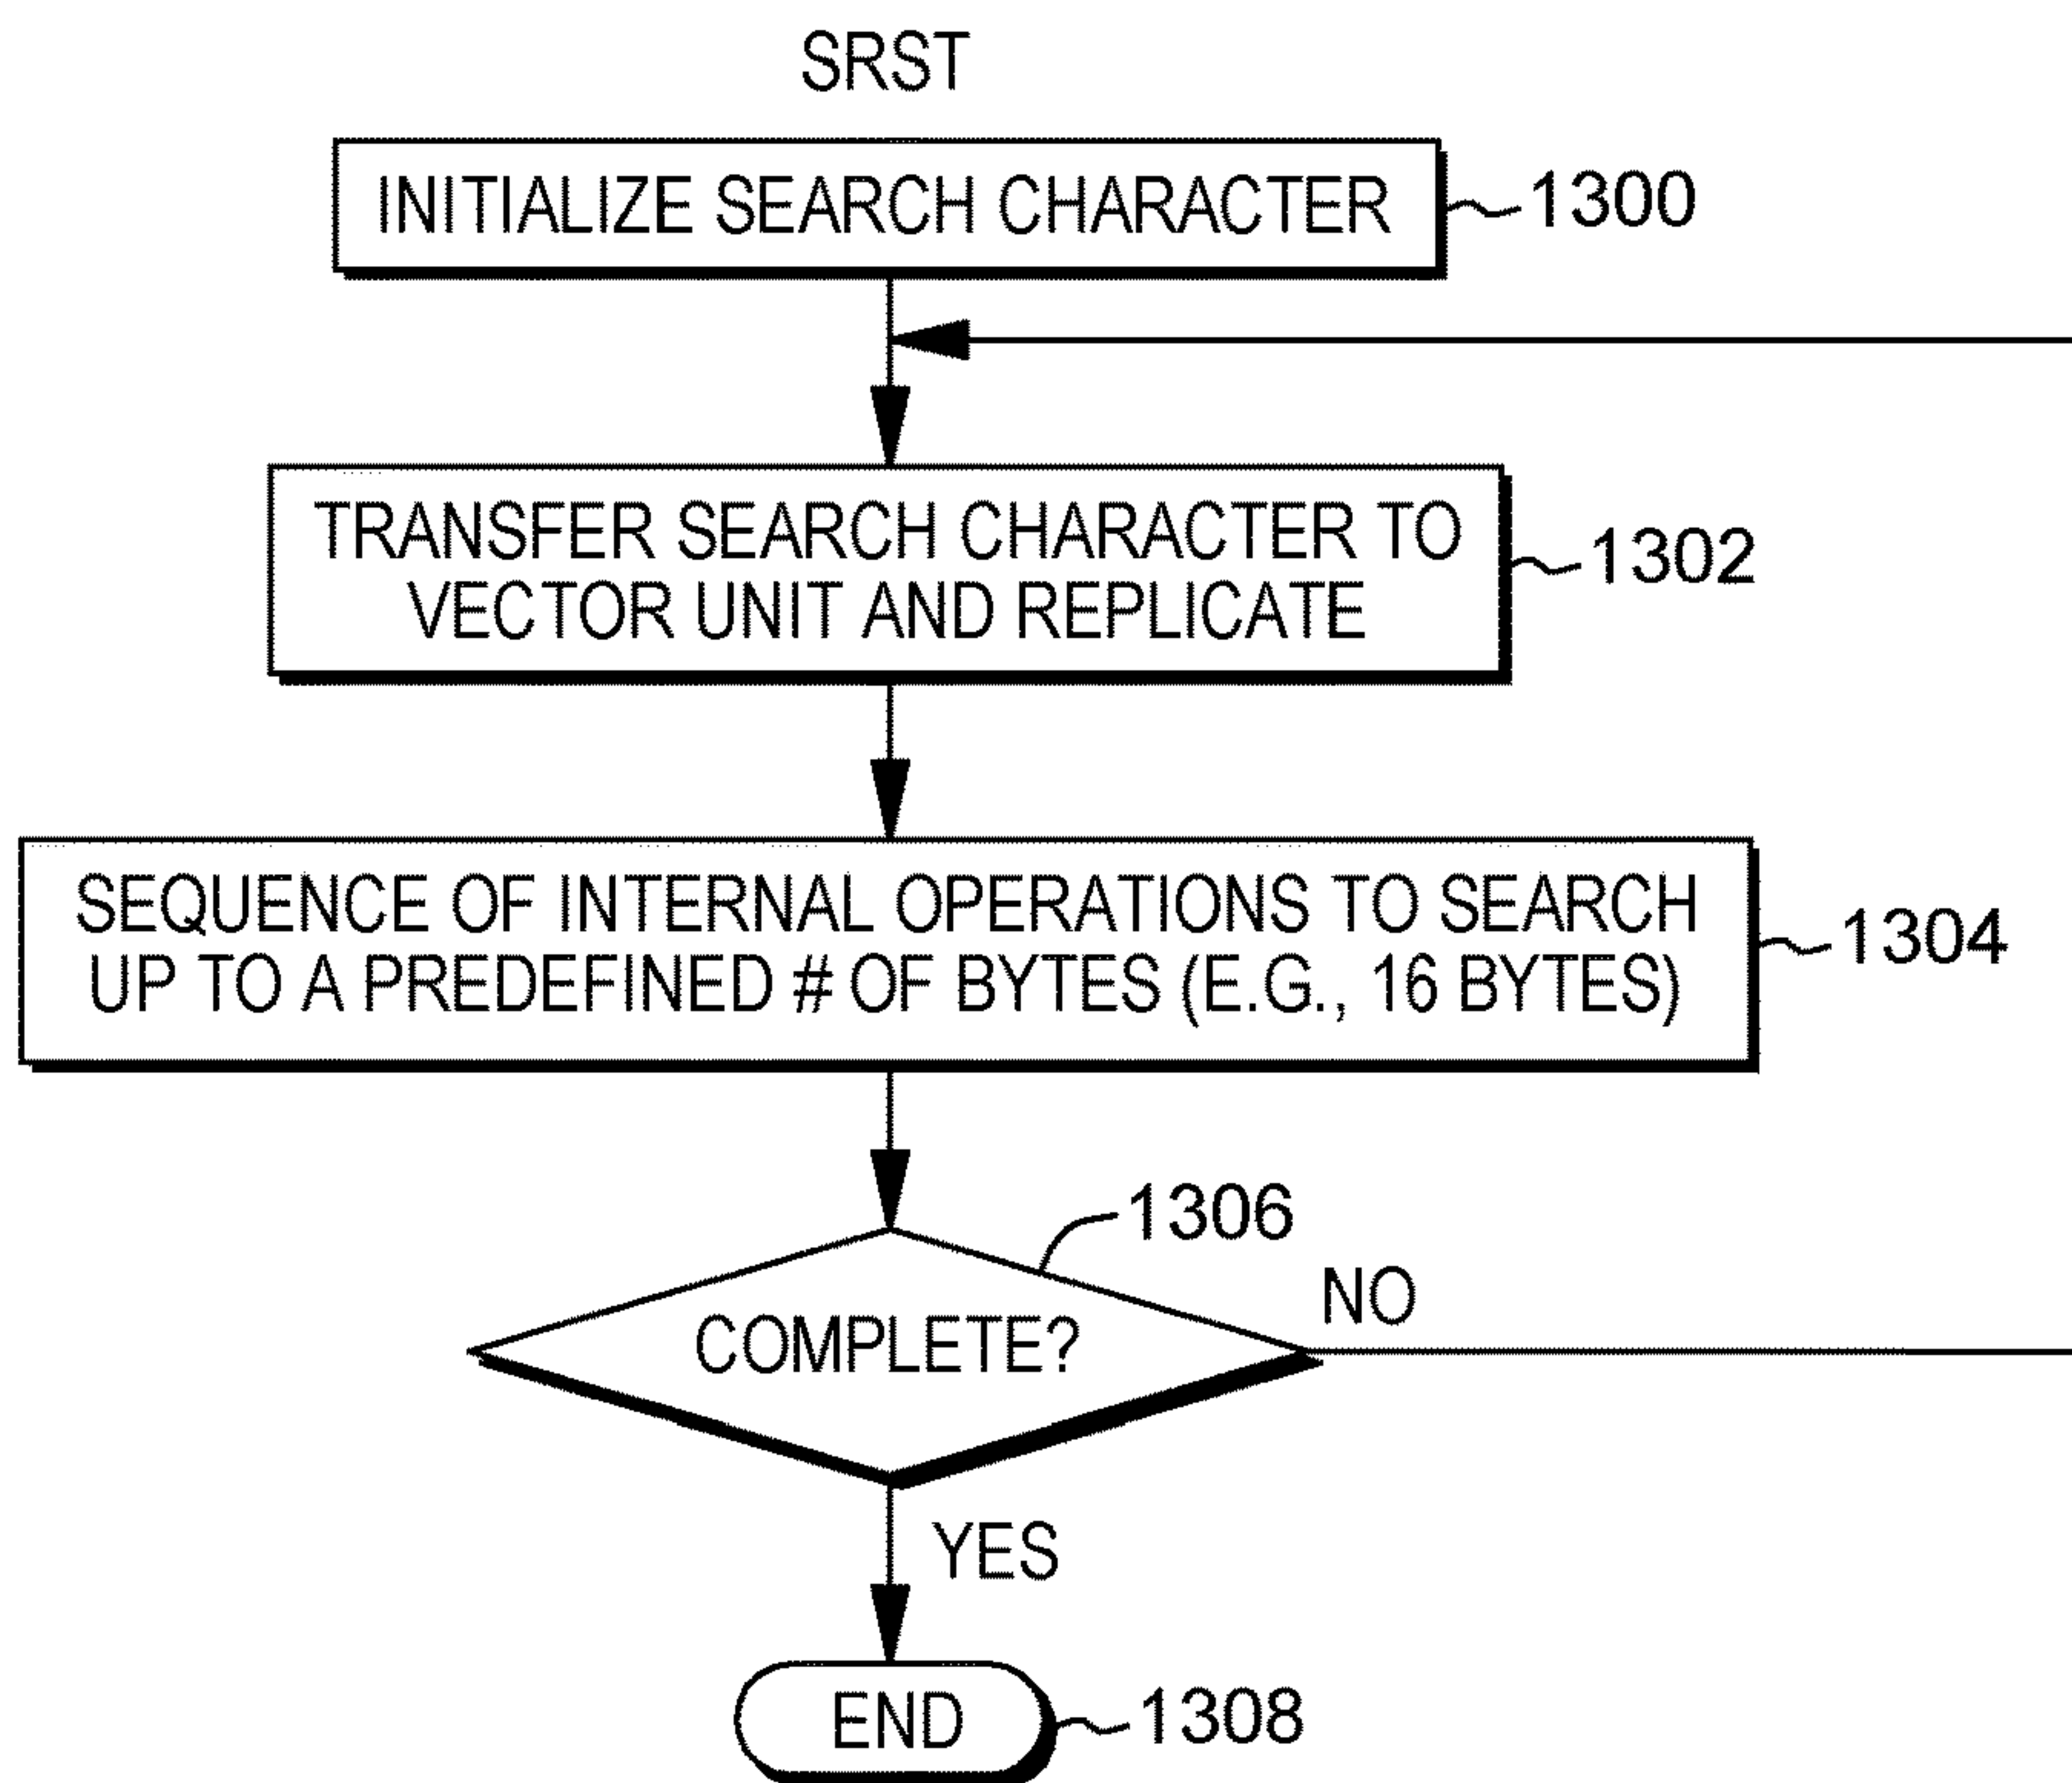 SRST
INITIALIZE SEARCH CHARACTER
1300
TRANSFER SEARCH CHARACTER TO
VECTOR UNIT AND REPLICATE
1302
SEQUENCE OF INTERNAL OPERATIONS TO SEARCH
UP TO A PREDEFINED # OF BYTES (E.G., 16 BYTES)
1304
1306
COMPLETE?
NO
YES
END
1308